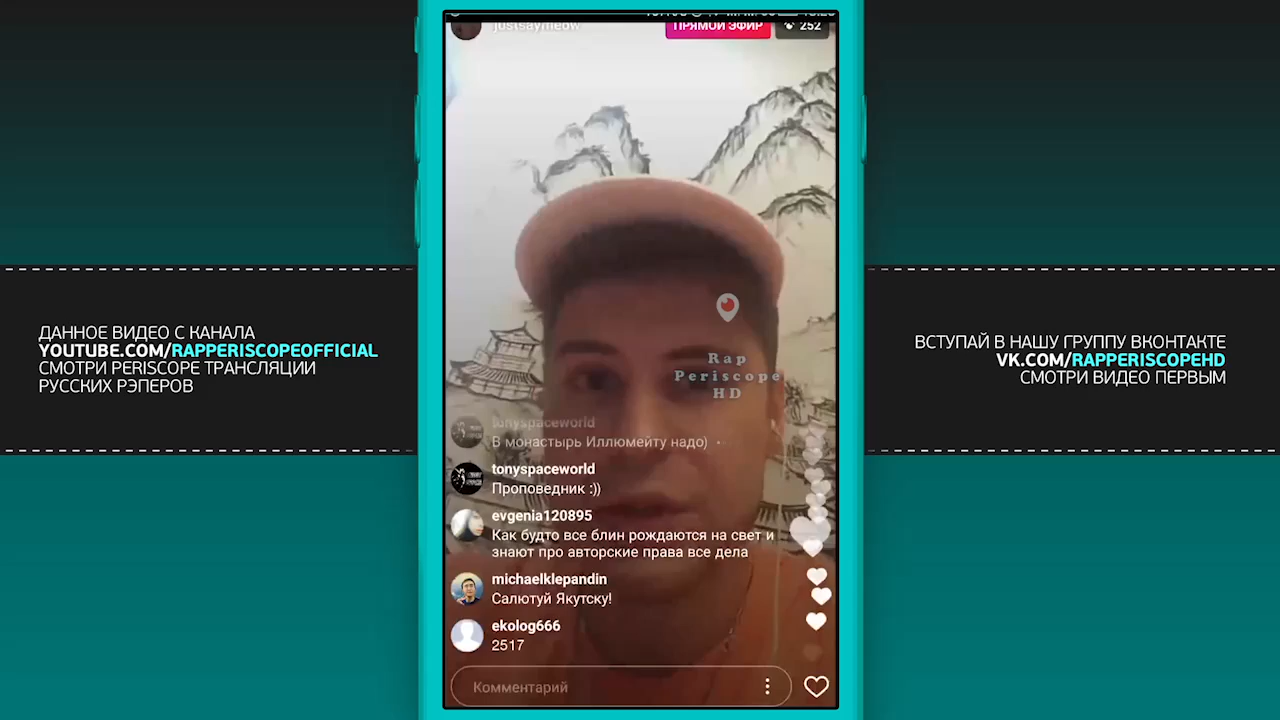 justsaymeow
ПРЯМОЙ ЭФИР
252
ДАННОЕ ВИДЕО С КАНАЛА
YOUTUBE.COM/RAPPERISCOPEOFFICIAL
СМОТРИ PERISCOPE ТРАНСЛЯЦИИ
РУССКИХ РЭПЕРОВ
Rap
Periscope
HD
tonyspaceworld
В монастырь Иллюмейту надо)
tonyspaceworld
Проповедник :))
evgenia120895
Как будто все блин рождаются на свет и
знают про авторские права все дела
michaelklepandin
Салютуй Якутску!
ekolog666
2517
Комментарий
ВСТУПАЙ В НАШУ ГРУППУ ВКОНТАКТЕ
VK.COM/RAPPERISCOPEHD
СМОТРИ ВИДЕО ПЕРВЫМ